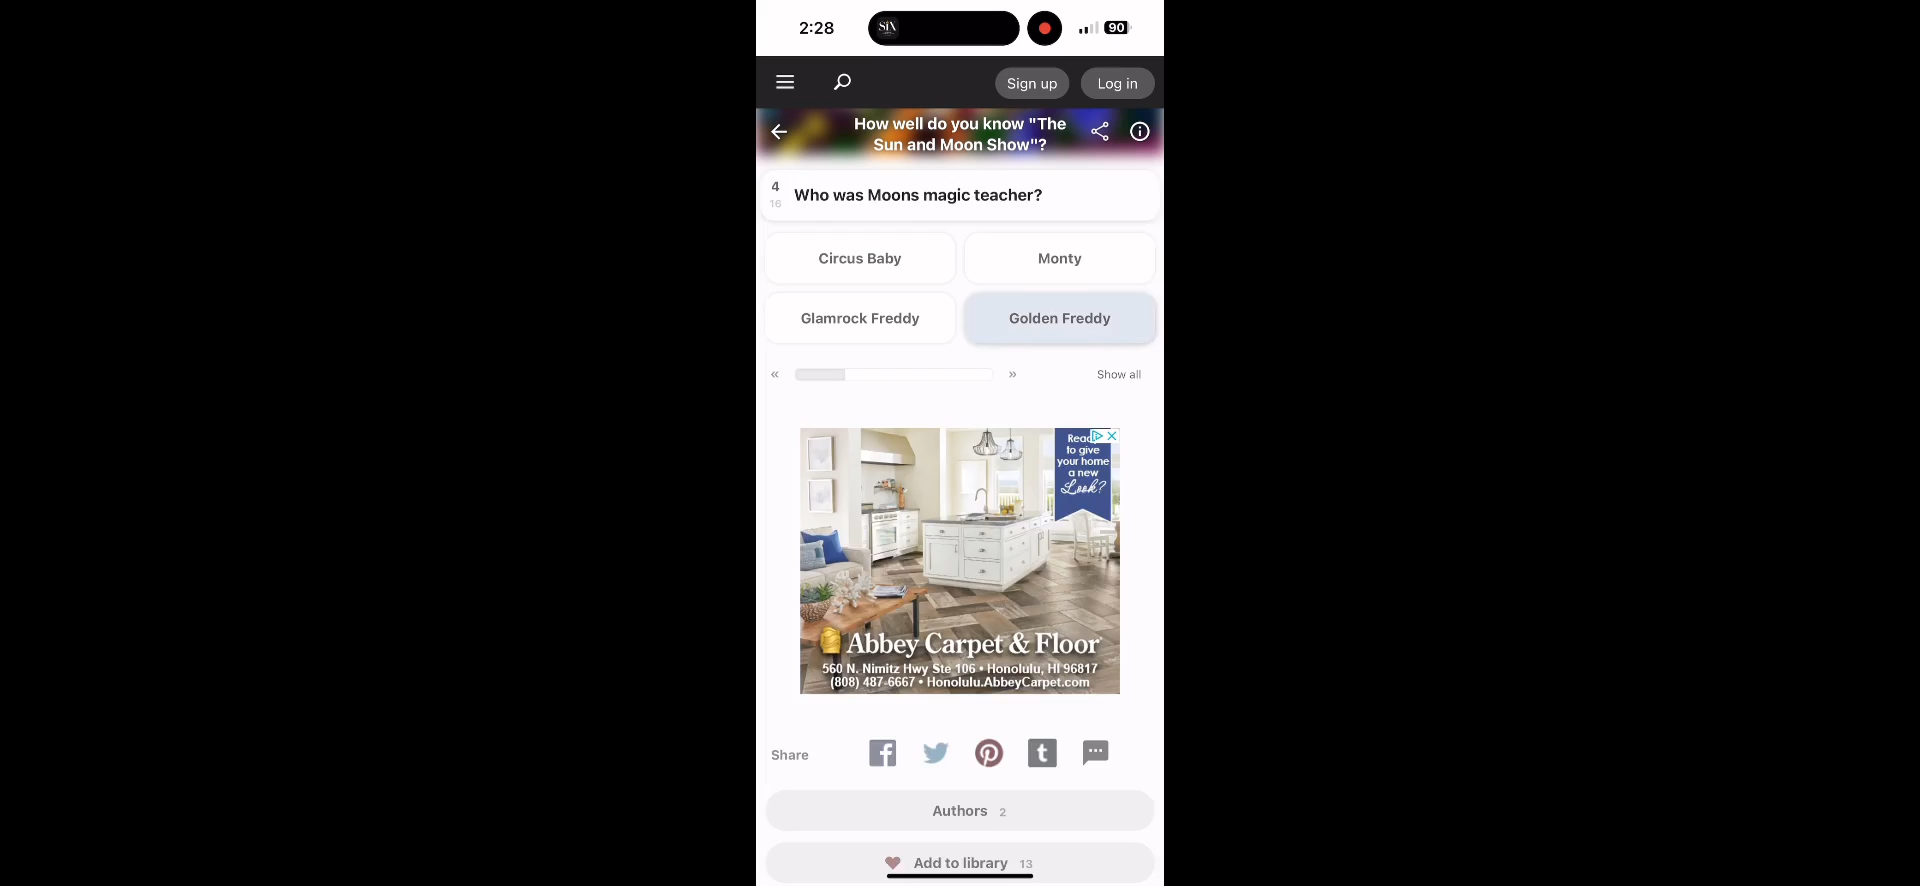 2:28
SIX
90
Sign up
Log in
How well do you know "The
Sun and Moon Show"?
4
16
Who was Moons magic teacher?
Circus Baby
Monty
Glamrock Freddy
Golden Freddy
«
»
Show all
to give
your home
a new
Look?
Abbey Carpet & Floor
560 N. Nimitz Hwy Ste 106 • Honolulu, HI 96817
(808) 487-6667 • Honolulu.AbbeyCarpet.com
Share
Authors 2
Add to library 13